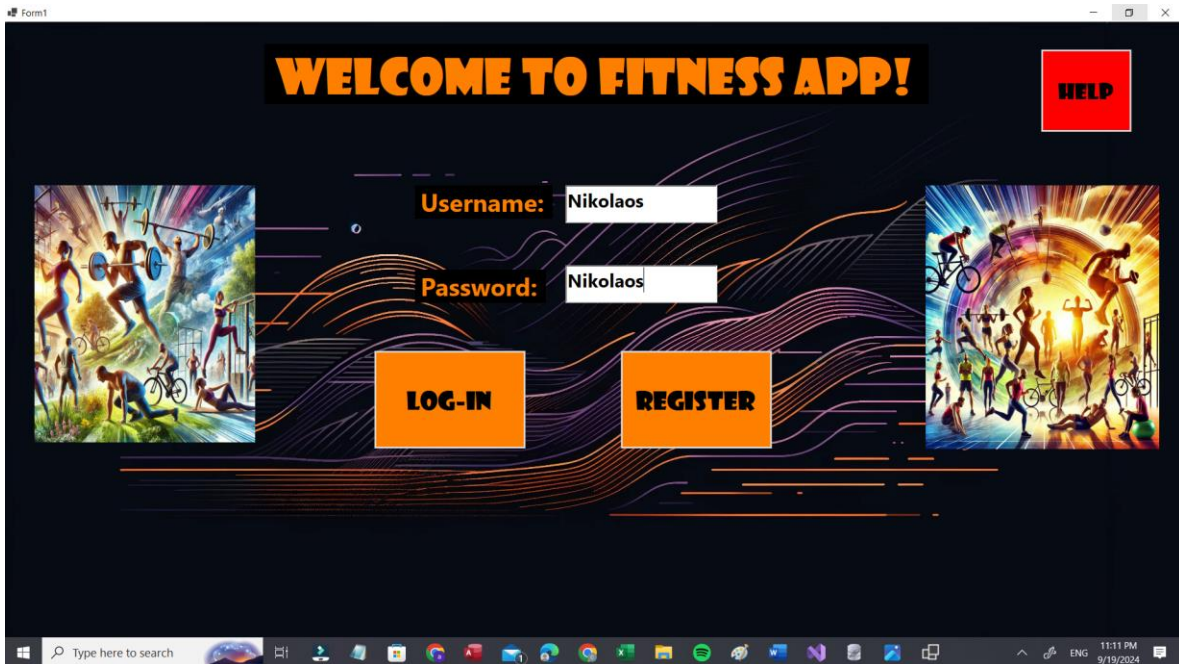 Form1
WELCOME TO FITNESS APP!
HELP
Username: Nikolaos
Password: Nikolaos
LOG-IN
REGISTER
Type here to search
ENG
11:11 PM
9/19/2024